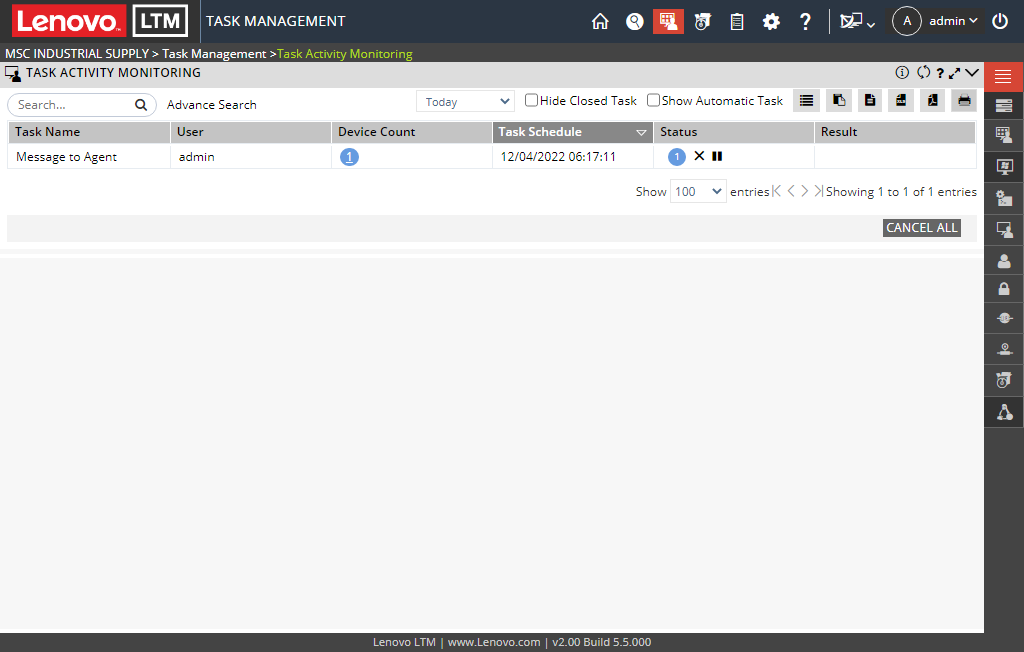 Lenovo LTM TASK MANAGEMENT ? A admin
MSC INDUSTRIAL SUPPLY > Task Management >Task Activity Monitoring
TASK ACTIVITY MONITORING ?
Search... Advance Search Today Hide Closed Task Show Automatic Task
Task Name User Device Count Task Schedule Status Result
Message to Agent admin 1 12/04/2022 06:17:11 1
Show 100 entries Showing 1 to 1 of 1 entries
CANCEL ALL
Lenovo LTM | www.Lenovo.com | v2.00 Build 5.5.000